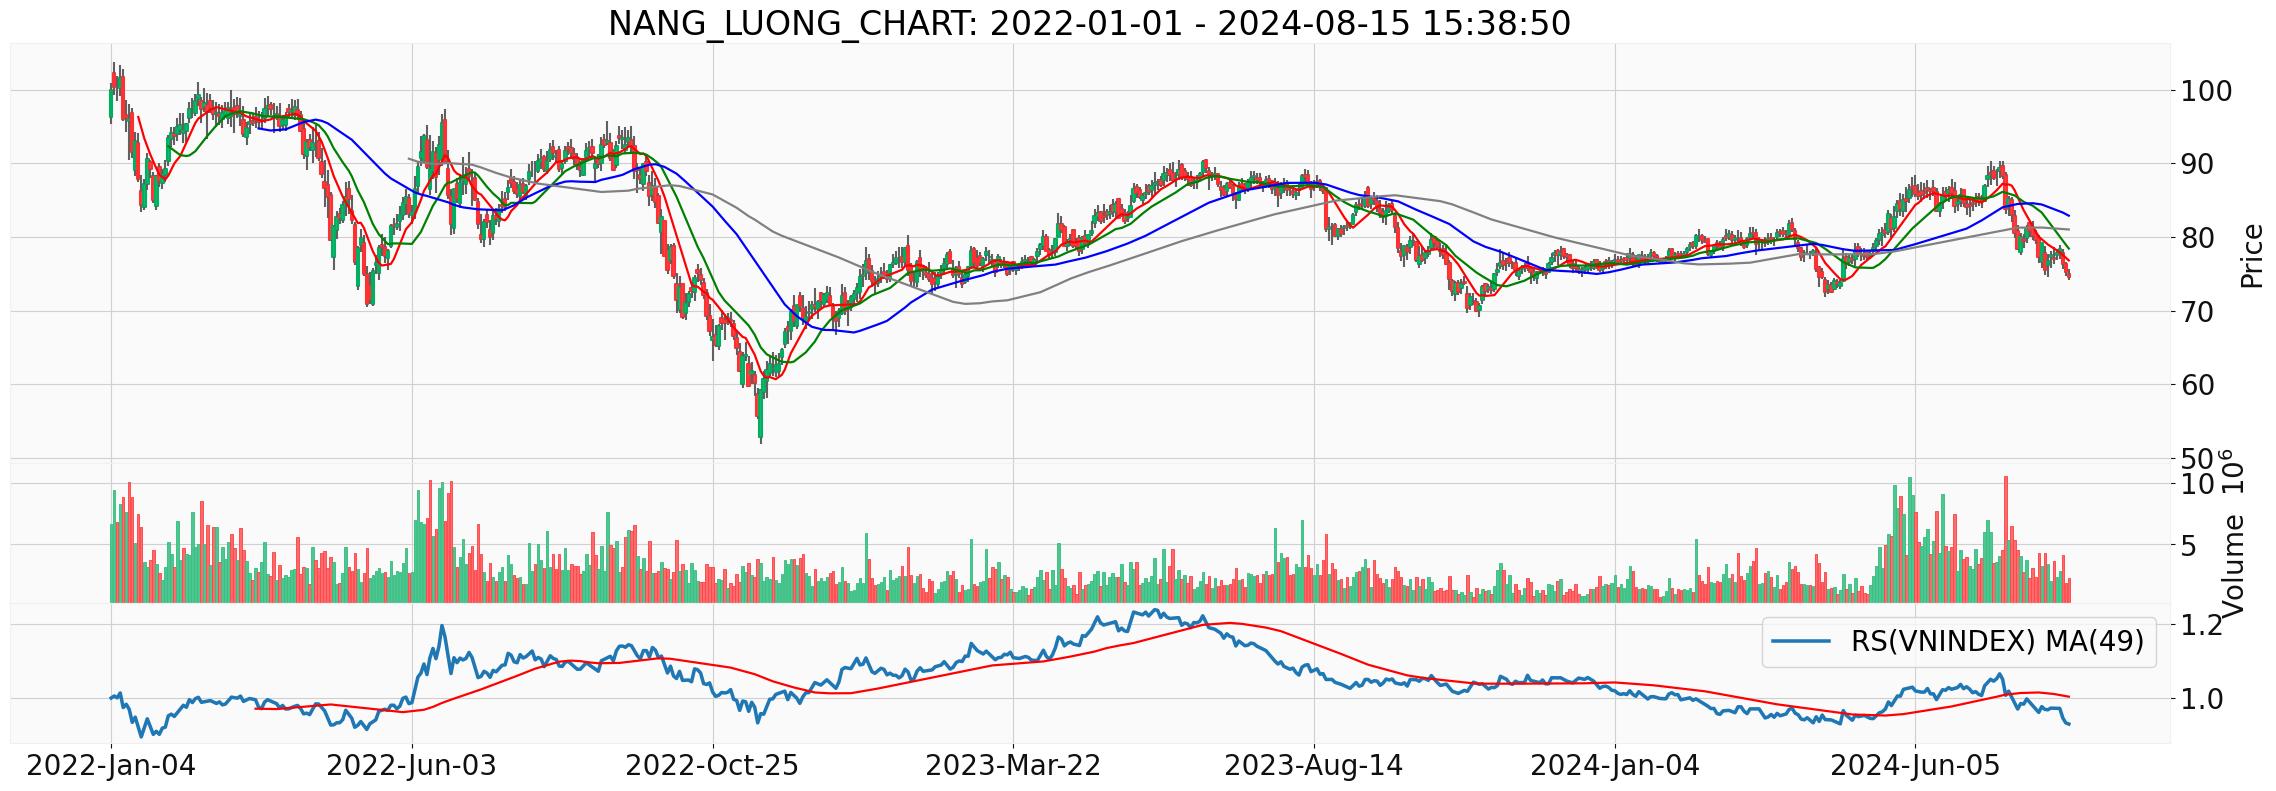 NANG_LUONG_CHART: 2022-01-01 - 2024-08-15 15:38:50
100
90
80
70
60
50
Price
10
5
Volume 10⁶
1.2
1.0
RS(VNINDEX) MA(49)
2022-Jan-04
2022-Jun-03
2022-Oct-25
2023-Mar-22
2023-Aug-14
2024-Jan-04
2024-Jun-05